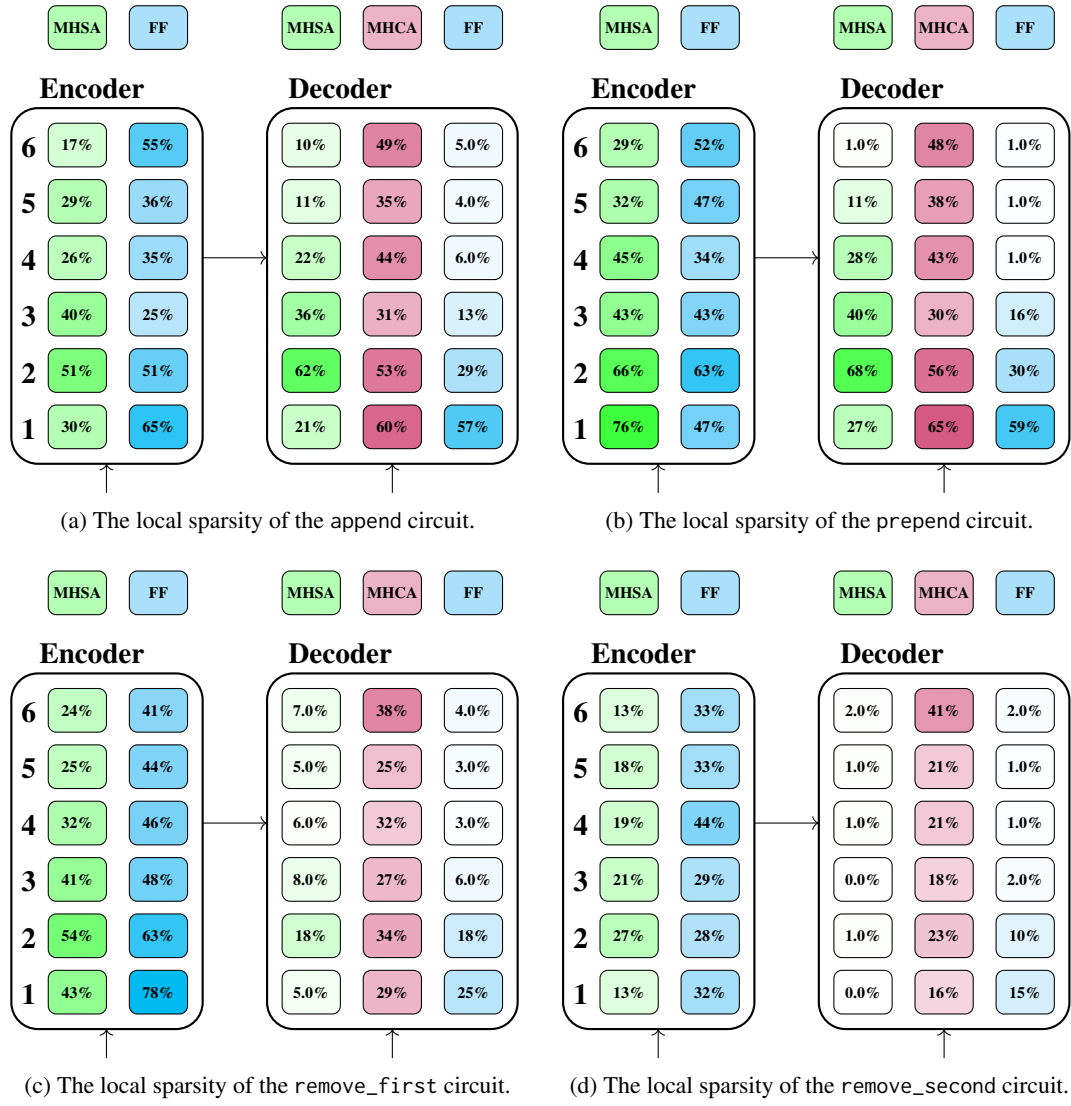 MHSA FF MHSA MHCA FF
Encoder Decoder
6 17% 55% 10% 49% 5.0%
5 29% 36% 11% 35% 4.0%
4 26% 35% 22% 44% 6.0%
3 40% 25% 36% 31% 13%
2 51% 51% 62% 53% 29%
1 30% 65% 21% 60% 57%
(a) The local sparsity of the append circuit.
MHSA FF MHSA MHCA FF
Encoder Decoder
6 29% 52% 1.0% 48% 1.0%
5 32% 47% 11% 38% 1.0%
4 45% 34% 28% 43% 1.0%
3 43% 43% 40% 30% 16%
2 66% 63% 68% 56% 30%
1 76% 47% 27% 65% 59%
(b) The local sparsity of the prepend circuit.
MHSA FF MHSA MHCA FF
Encoder Decoder
6 24% 41% 7.0% 38% 4.0%
5 25% 44% 5.0% 25% 3.0%
4 32% 46% 6.0% 32% 3.0%
3 41% 48% 8.0% 27% 6.0%
2 54% 63% 18% 34% 18%
1 43% 78% 5.0% 29% 25%
(c) The local sparsity of the remove_first circuit.
MHSA FF MHSA MHCA FF
Encoder Decoder
6 13% 33% 2.0% 41% 2.0%
5 18% 33% 1.0% 21% 1.0%
4 19% 44% 1.0% 21% 1.0%
3 21% 29% 0.0% 18% 2.0%
2 27% 28% 1.0% 23% 10%
1 13% 32% 0.0% 16% 15%
(d) The local sparsity of the remove_second circuit.